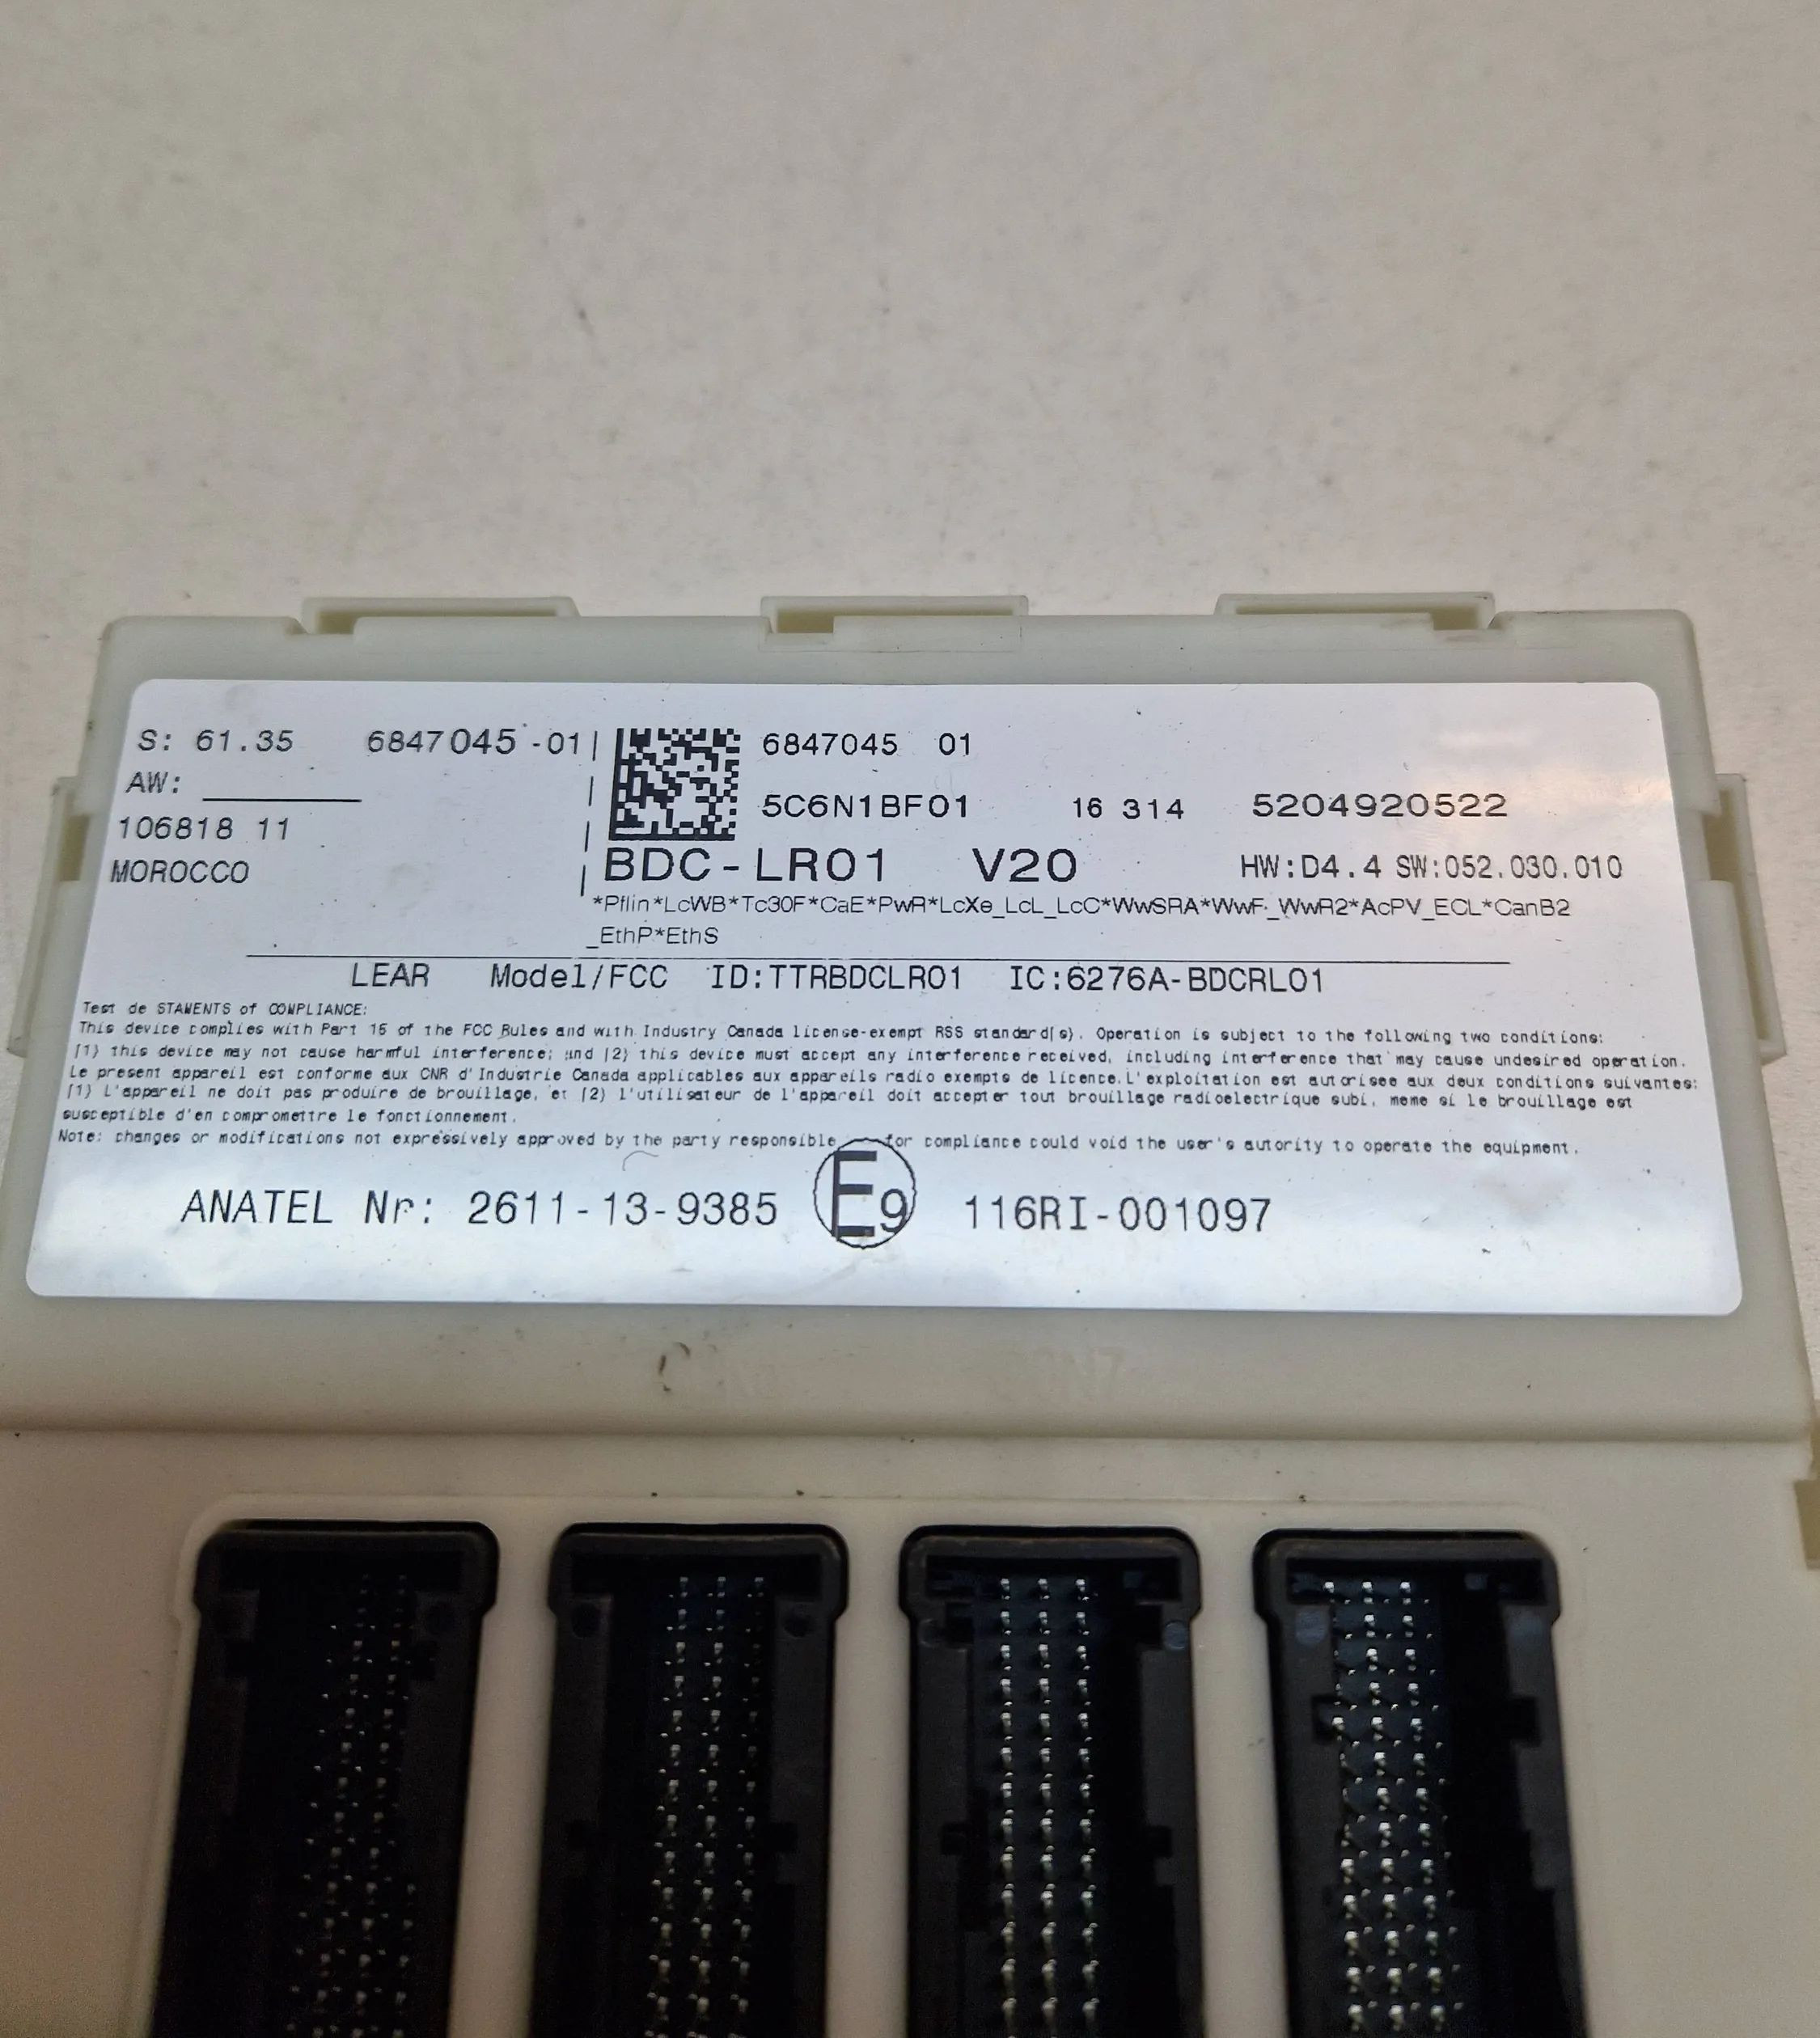 S: 61.35 6847045-01|
AW:
106818 11
MOROCCO
6847045 01
5C6N1BF01 16 314 5204920522
BDC-LR01 V20 HW:D4.4 SW:052.030.010
*Pflin*LcWB*Tc30F*CaE*PwR*LcXe_LcL_LcC*WwSRA*WwF_WwR2*AcPV_ECL*CanB2
_EthP*EthS
LEAR Model/FCC ID:TTRBDCLR01 IC:6276A-BDCRL01
Test de STAMENTS of COMPLIANCE:
This device complies with Part 15 of the FCC Rules and with Industry Canada license-exempt RSS standard(s). Operation is subject to the following two conditions:
(1) this device may not cause harmful interference; and (2) this device must accept any interference received, including interference that may cause undesired operation.
Le present appareil est conforme aux CNR d'Industrie Canada applicables aux appareils radio exempts de licence.L'exploitation est autorisee aux deux conditions suivantes:
(1) L'appareil ne doit pas produire de brouillage, et (2) l'utilisateur de l'appareil doit accepter tout brouillage radioelectrique subi, meme si le brouillage est
susceptible d'en compromettre le fonctionnement.
Note: changes or modifications not expressively approved by the party responsible for compliance could void the user's autority to operate the equipment.
ANATEL Nr: 2611-13-9385 E9 116RI-001097